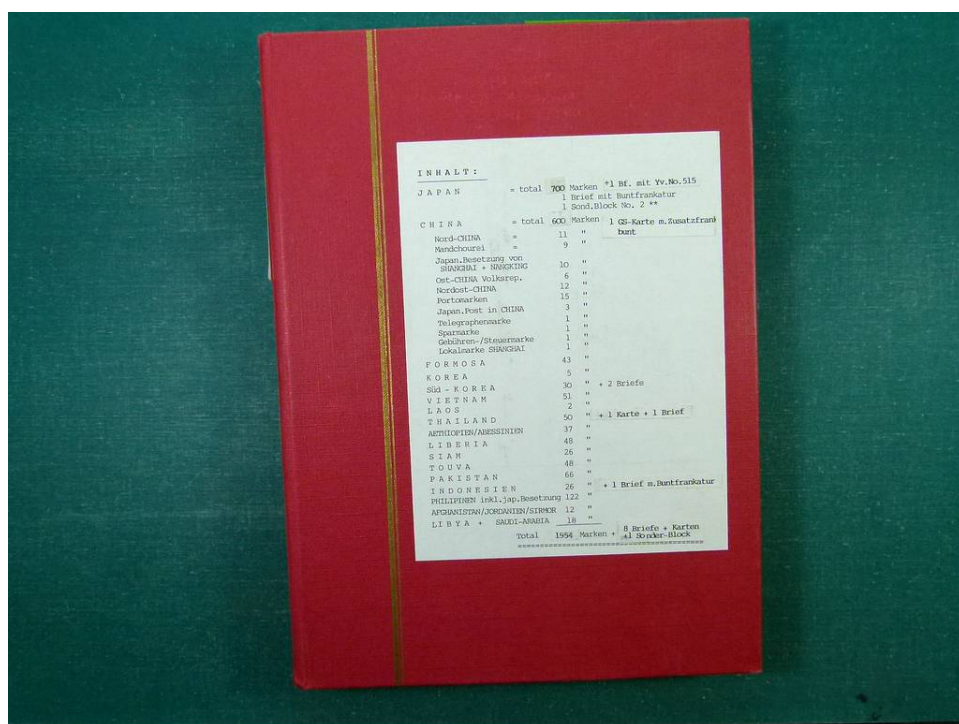 INHALT:
JAPAN = total 700 Marken *1 Bf. mit Yv.No.515
1 Brief mit Buntfrankatur
1 Sond.Block No. 2 **
CHINA = total 600 Marken 1 GS-Karte m.Zusatzfrank
bunt
Nord-CHINA = 11 "
Mandchourei = 9 "
Japan.Besetzung von
SHANGHAI + NANGKING 10 "
Ost-CHINA Volksrep. 6 "
Nordost-CHINA 12 "
Portomarken 15 "
Japan.Post in CHINA 3 "
Telegraphenmarke 1 "
Sparmarke 1 "
Gebühren-/Steuermarke 1 "
Lokalmarke SHANGHAI 1 "
FORMOSA 43 "
KOREA 5 "
Süd - KOREA 30 " + 2 Briefe
VIETNAM 51 "
LAOS 2 "
THAILAND 50 " + 1 Karte + 1 Brief
AETHIOPIEN/ABESSINIEN 37 "
LIBERIA 48 "
SIAM 26 "
TOUVA 48 "
PAKISTAN 66 "
INDONESIEN 26 " + 1 Brief m.Buntfrankatur
PHILIPINEN inkl.jap.Besetzung 122 "
AFGHANISTAN/JORDANIEN/SIRMOR 12 "
LIBYA + SAUDI-ARABIA 18 "
Total 1954 Marken + 8 Briefe + Karten
+1 Sonder-Block